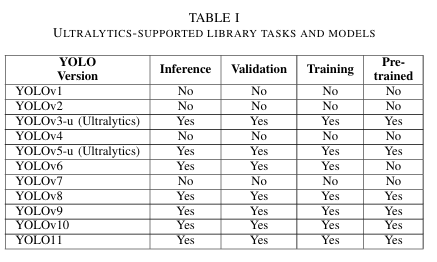 TABLE I
ULTRALYTICS-SUPPORTED LIBRARY TASKS AND MODELS
YOLO Version Inference Validation Training Pre-trained
YOLOv1 No No No No
YOLOv2 No No No No
YOLOv3-u (Ultralytics) Yes Yes Yes Yes
YOLOv4 No No No No
YOLOv5-u (Ultralytics) Yes Yes Yes Yes
YOLOv6 Yes Yes Yes No
YOLOv7 No No No No
YOLOv8 Yes Yes Yes Yes
YOLOv9 Yes Yes Yes Yes
YOLOv10 Yes Yes Yes Yes
YOLO11 Yes Yes Yes Yes